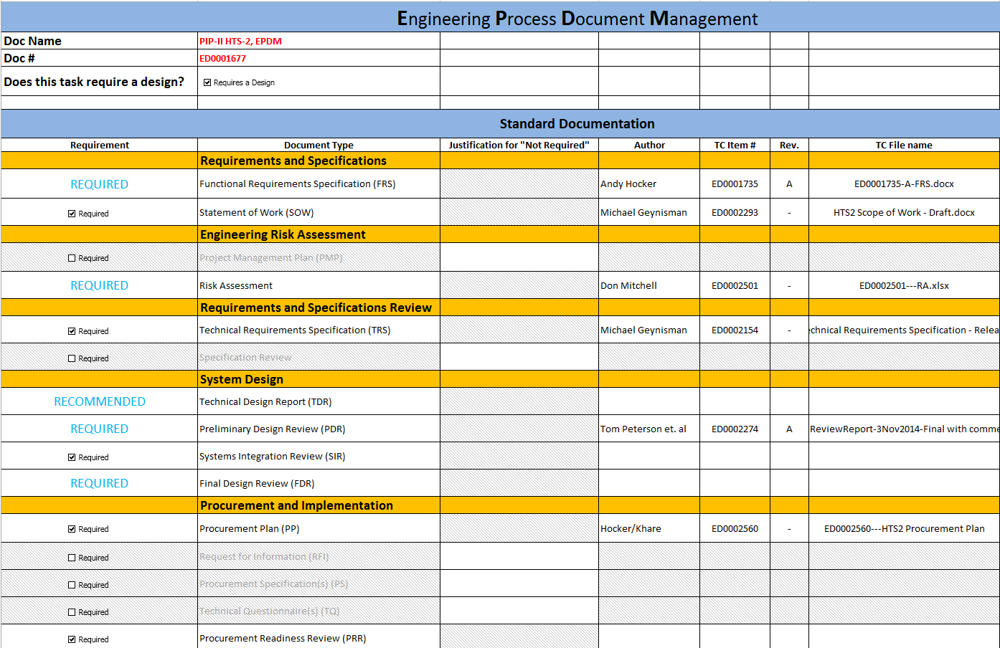 Engineering Process Document Management
Doc Name PIP-II HTS-2, EPDM
Doc # ED0001677
Does this task require a design? Requires a Design
Standard Documentation
Requirement Document Type Justification for "Not Required" Author TC Item # Rev. TC File name
Requirements and Specifications
REQUIRED Functional Requirements Specification (FRS) Andy Hocker ED0001735 A ED0001735-A-FRS.docx
Required Statement of Work (SOW) Michael Geynisman ED0002293 - HTS2 Scope of Work - Draft.docx
Engineering Risk Assessment
Required Project Management Plan (PMP)
REQUIRED Risk Assessment Don Mitchell ED0002501 - ED0002501---RA.xlsx
Requirements and Specifications Review
Required Technical Requirements Specification (TRS) Michael Geynisman ED0002154 - echnical Requirements Specification - Relea
Required Specification Review
System Design
RECOMMENDED Technical Design Report (TDR)
REQUIRED Preliminary Design Review (PDR) Tom Peterson et. al ED0002274 A ReviewReport-3Nov2014-Final with comme
Required Systems Integration Review (SIR)
REQUIRED Final Design Review (FDR)
Procurement and Implementation
Required Procurement Plan (PP) Hocker/Khare ED0002560 - ED0002560---HTS2 Procurement Plan
Required Request for Information (RFI)
Required Procurement Specification(s) (PS)
Required Technical Questionnaire(s) (TQ)
Required Procurement Readiness Review (PRR)